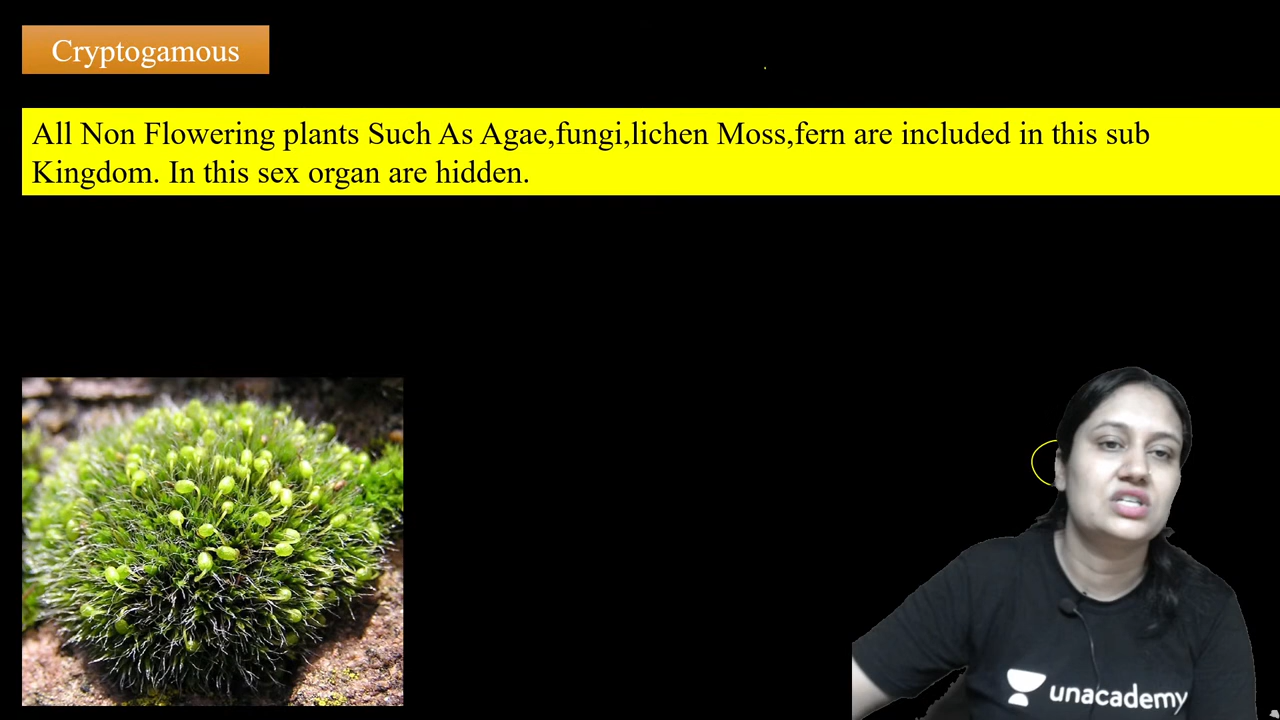 Cryptogamous
All Non Flowering plants Such As Agae,fungi,lichen Moss,fern are included in this sub
Kingdom. In this sex organ are hidden.
unacademy